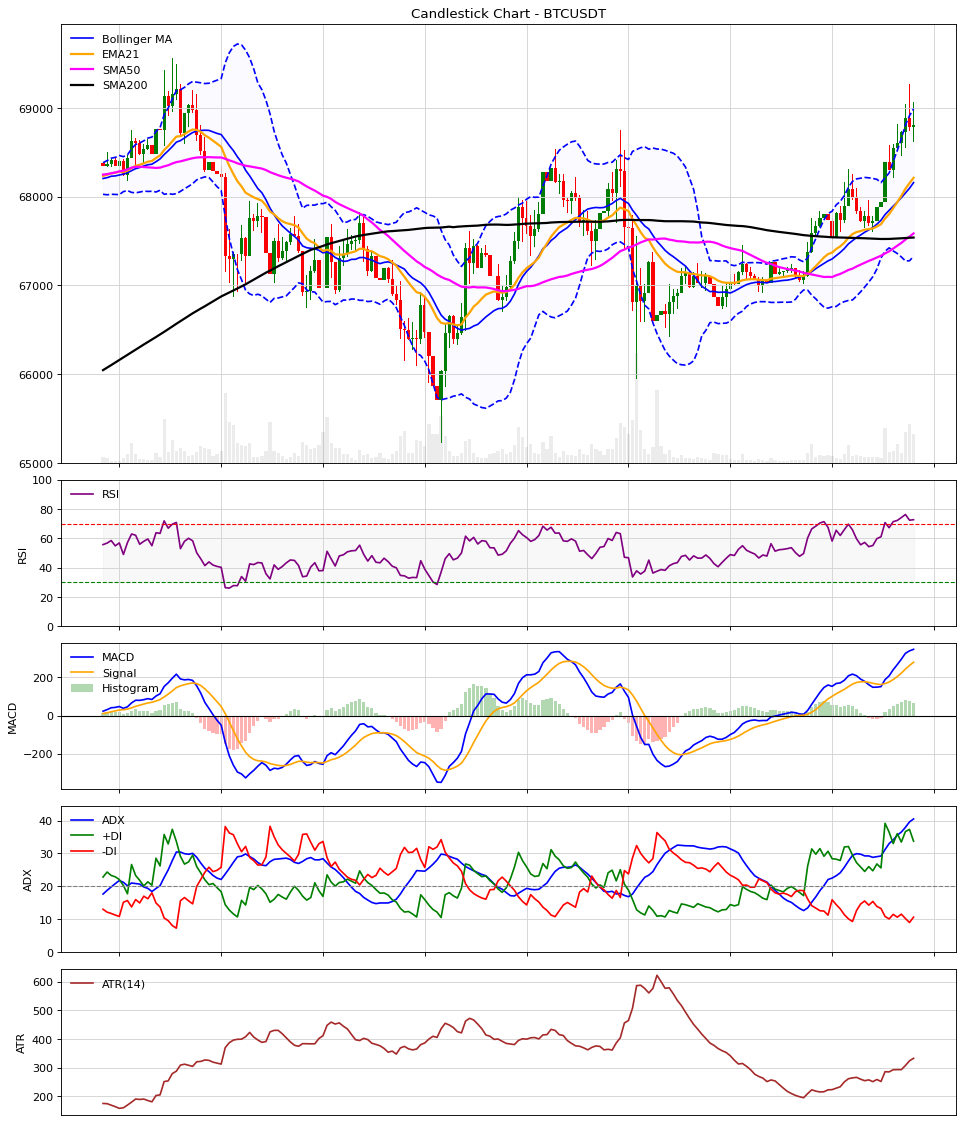 Candlestick Chart - BTCUSDT
Bollinger MA
EMA21
SMA50
SMA200
69000
68000
67000
66000
65000
RSI
RSI
100
80
60
40
20
0
MACD
Signal
Histogram
MACD
200
0
−200
ADX
+DI
-DI
ADX
40
30
20
10
0
ATR(14)
ATR
600
500
400
300
200